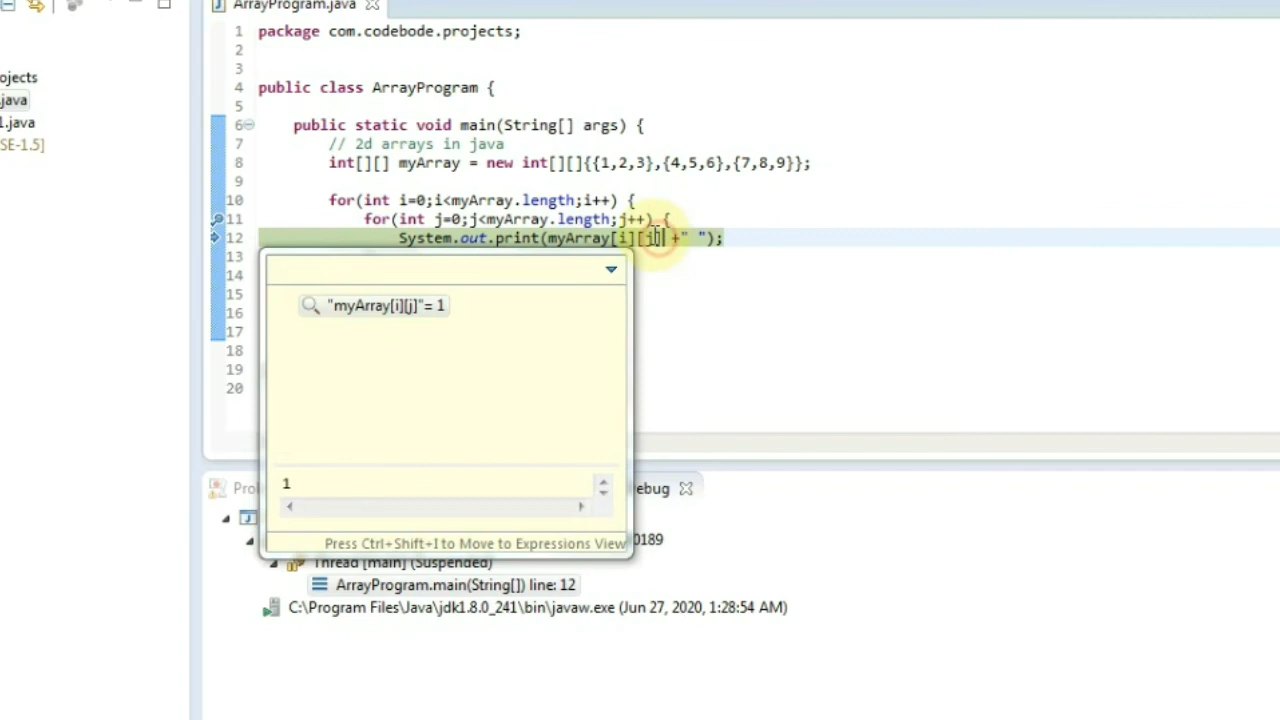 ArrayProgram.java
1 package com.codebode.projects;
2
3
ojects
4 public class ArrayProgram {
java
5
1.java
6 public static void main(String[] args) {
SE-1.5]
7 // 2d arrays in java
8 int[][] myArray = new int[][]{{1,2,3},{4,5,6},{7,8,9}};
9
10 for(int i=0;i<myArray.length;i++) {
11 for(int j=0;j<myArray.length;j++) {
12 System.out.print(myArray[i][j] +" ");
13
14
15
16
17
18
19
20
"myArray[i][j]"= 1
1
Press Ctrl+Shift+I to Move to Expressions View
Pro
ebug
0189
Thread [main] (Suspended)
ArrayProgram.main(String[]) line: 12
C:\Program Files\Java\jdk1.8.0_241\bin\javaw.exe (Jun 27, 2020, 1:28:54 AM)